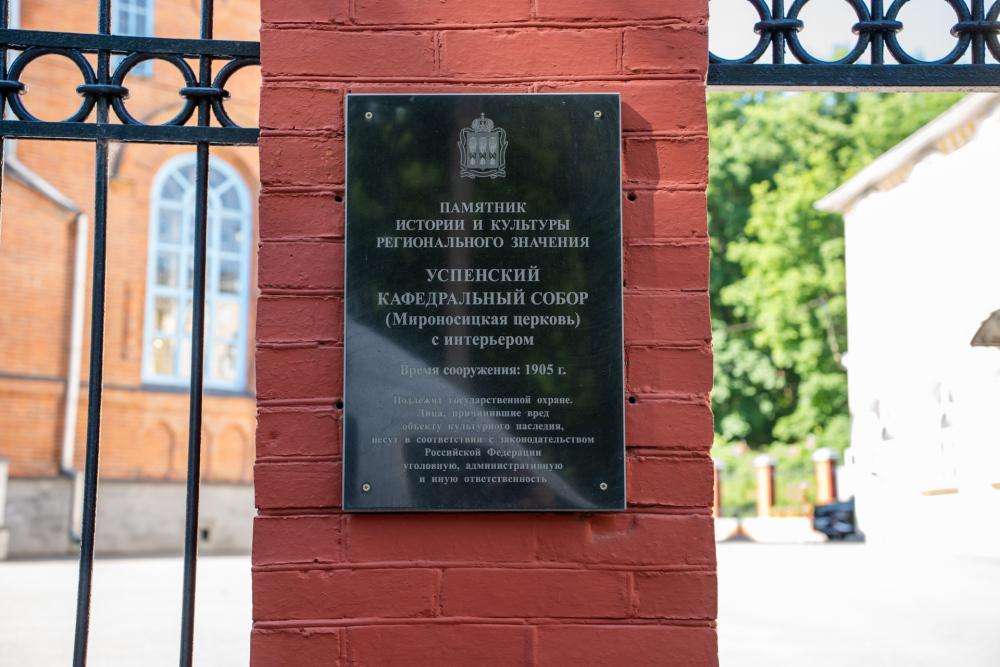 ПАМЯТНИК
ИСТОРИИ И КУЛЬТУРЫ
РЕГИОНАЛЬНОГО ЗНАЧЕНИЯ
УСПЕНСКИЙ
КАФЕДРАЛЬНЫЙ СОБОР
(Мироносицкая церковь)
с интерьером
Время сооружения: 1905 г.
Подлежит государственной охране.
Лица, причинившие вред
объекту культурного наследия,
несут в соответствии с законодательством
Российской Федерации
уголовную, административную
и иную ответственность